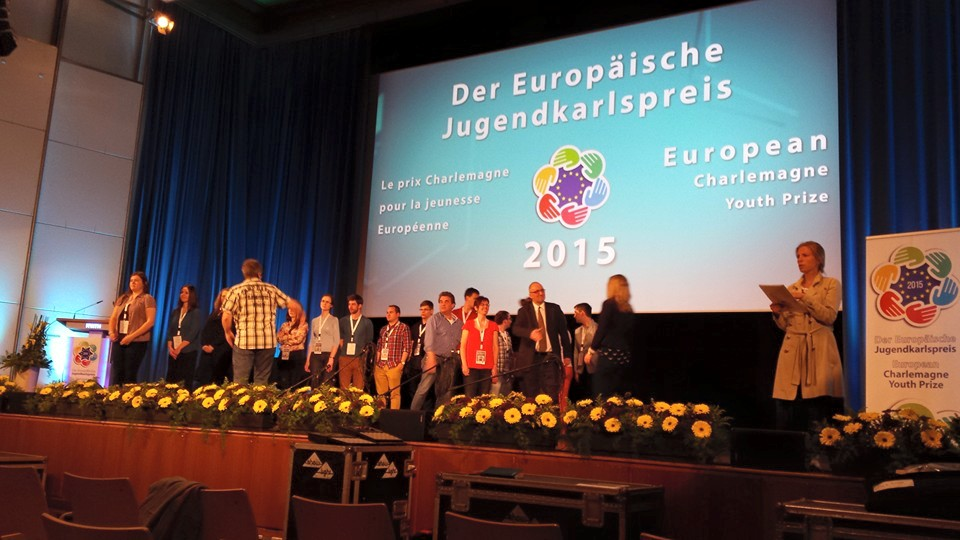 Der Europäische
Jugendkarlspreis
Le prix Charlemagne
pour la jeunesse
Européenne
European
Charlemagne
Youth Prize
2015
2015
Der Europäische
Jugendkarlspreis
European
Charlemagne
Youth Prize